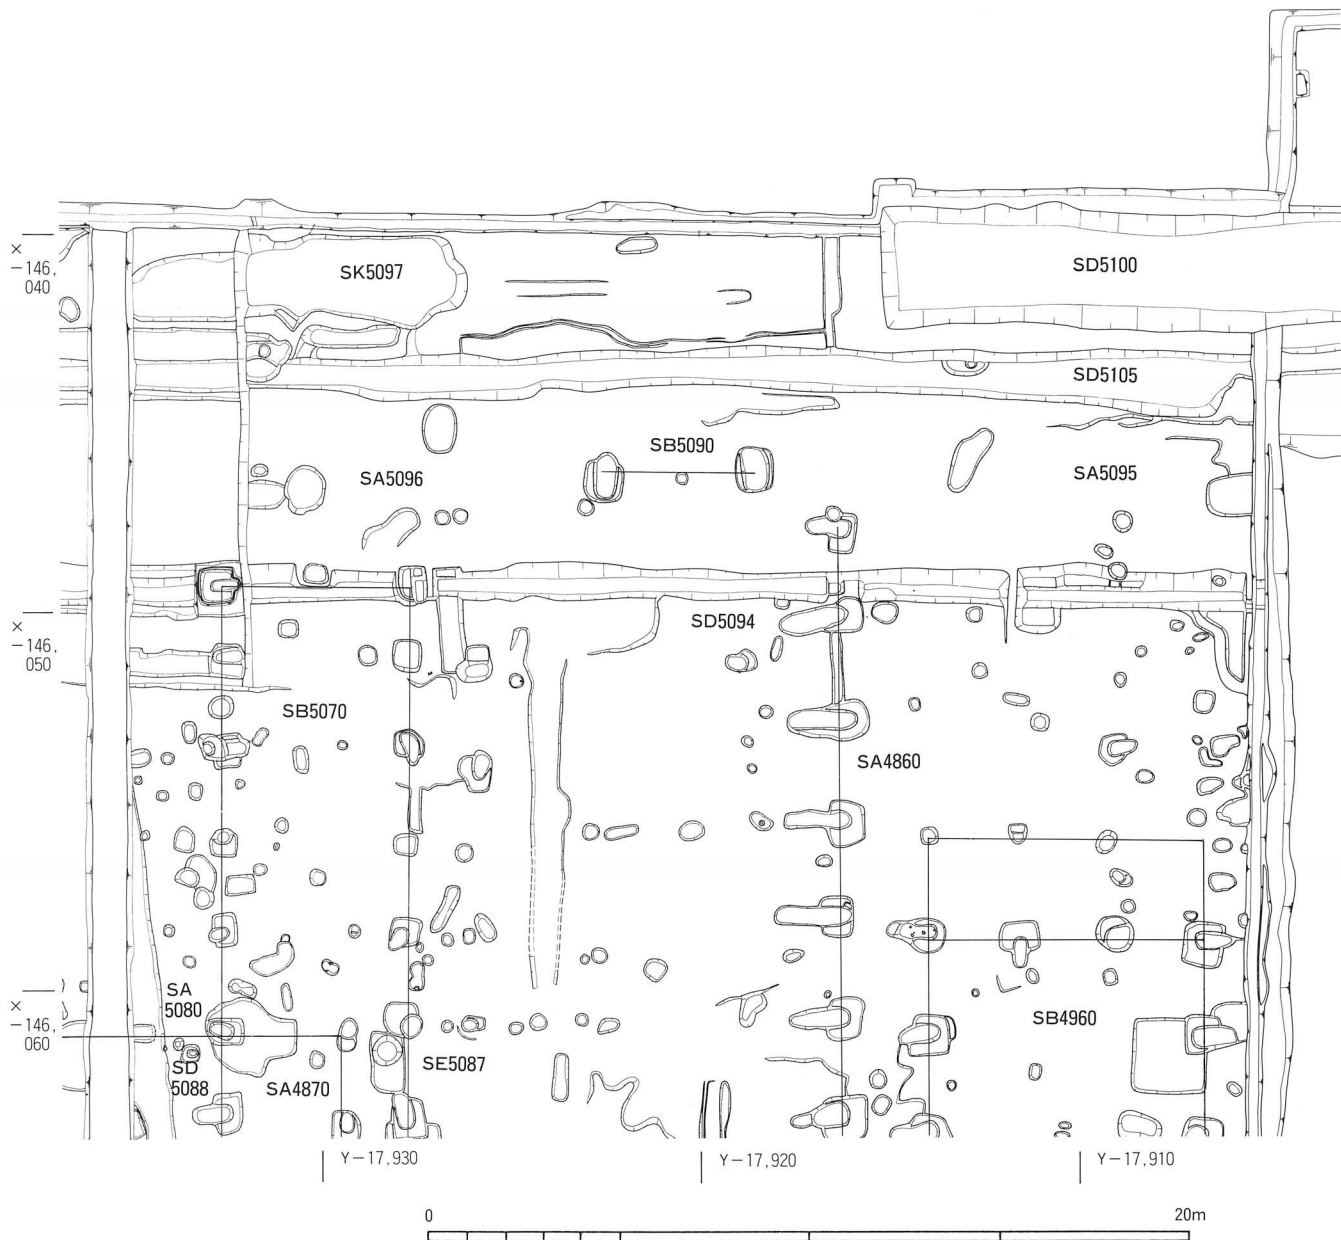 ×
−146,
040
SK5097
SD5100
SD5105
SB5090
SA5096
SA5095
×
−146,
050
SD5094
SB5070
SA4860
×
−146,
060
SA
5080
SB4960
SD
5088
SA4870
SE5087
Y−17,930
Y−17,920
Y−17,910
0
20m